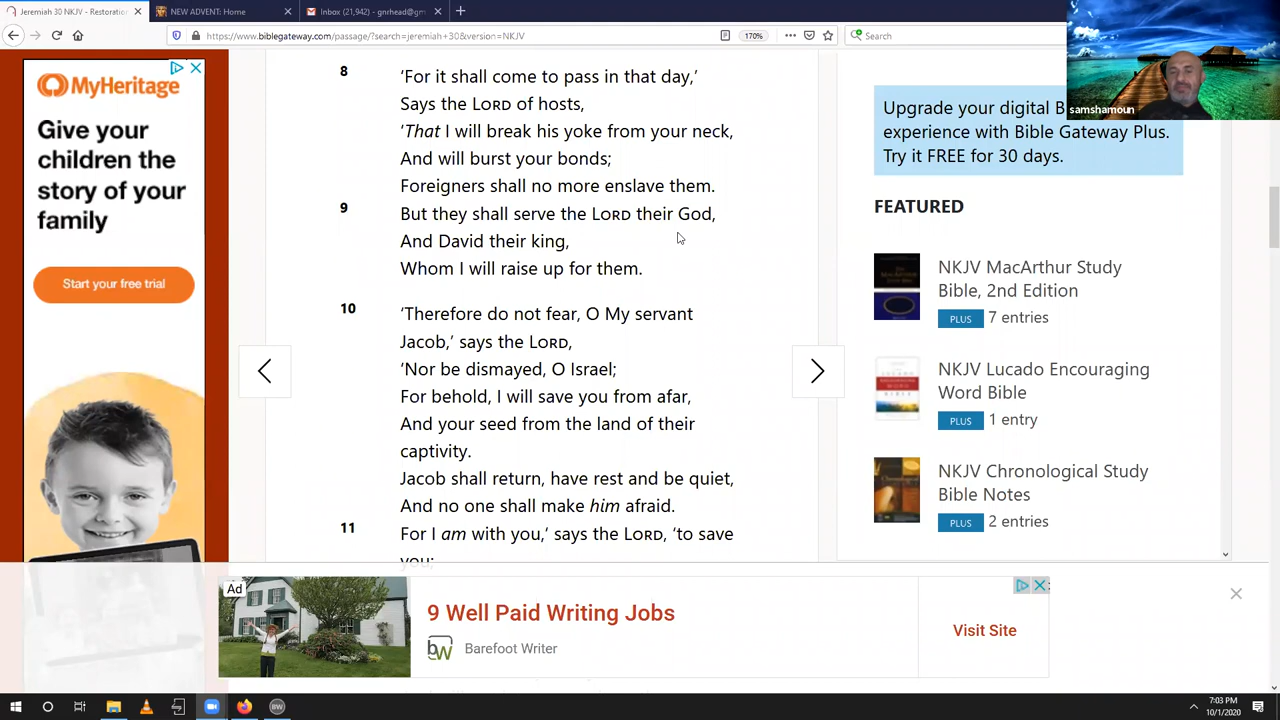 Jeremiah 30 NKJV - Restoratio
NEW ADVENT: Home
Inbox (21,942) - gnrhead@gm
https://www.biblegateway.com/passage/?search=jeremiah+30&version=NKJV
170%
Search
samshamoun
MyHeritage
Give your
children the
story of your
family
Start your free trial
8 ‘For it shall come to pass in that day,’
Says the LORD of hosts,
‘That I will break his yoke from your neck,
And will burst your bonds;
Foreigners shall no more enslave them.
9 But they shall serve the LORD their God,
And David their king,
Whom I will raise up for them.
10 ‘Therefore do not fear, O My servant
Jacob,’ says the LORD,
‘Nor be dismayed, O Israel;
For behold, I will save you from afar,
And your seed from the land of their
captivity.
Jacob shall return, have rest and be quiet,
And no one shall make him afraid.
11 For I am with you,’ says the LORD, ‘to save
you;
Upgrade your digital B
experience with Bible Gateway Plus.
Try it FREE for 30 days.
FEATURED
NKJV MacArthur Study
Bible, 2nd Edition
PLUS 7 entries
NKJV Lucado Encouraging
Word Bible
PLUS 1 entry
NKJV Chronological Study
Bible Notes
PLUS 2 entries
Ad
9 Well Paid Writing Jobs
bw Barefoot Writer
Visit Site
BW
7:03 PM
10/1/2020